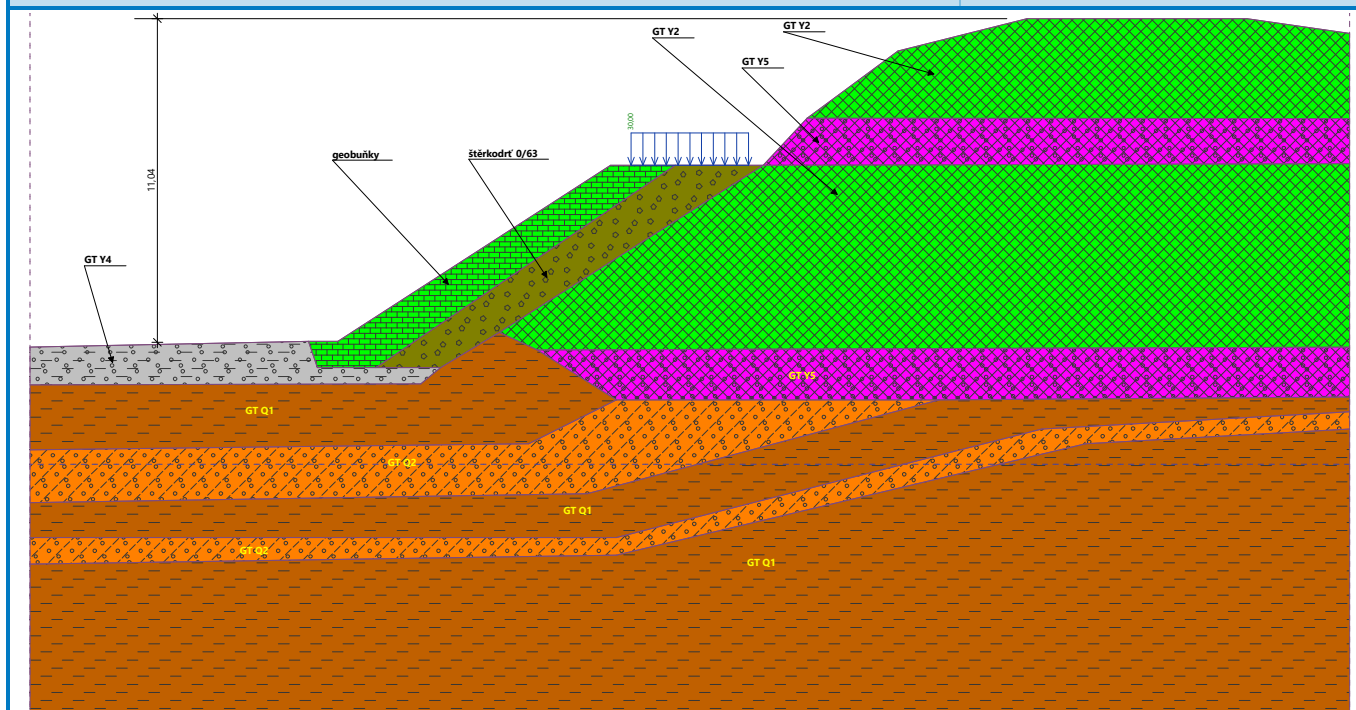 GT Y2
GT Y2
GT Y5
30,00
geobuňky
štěrkodrť 0/63
11,04
GT Y4
GT Y5
GT Q1
GT Q2
GT Q1
GT Q2
GT Q1